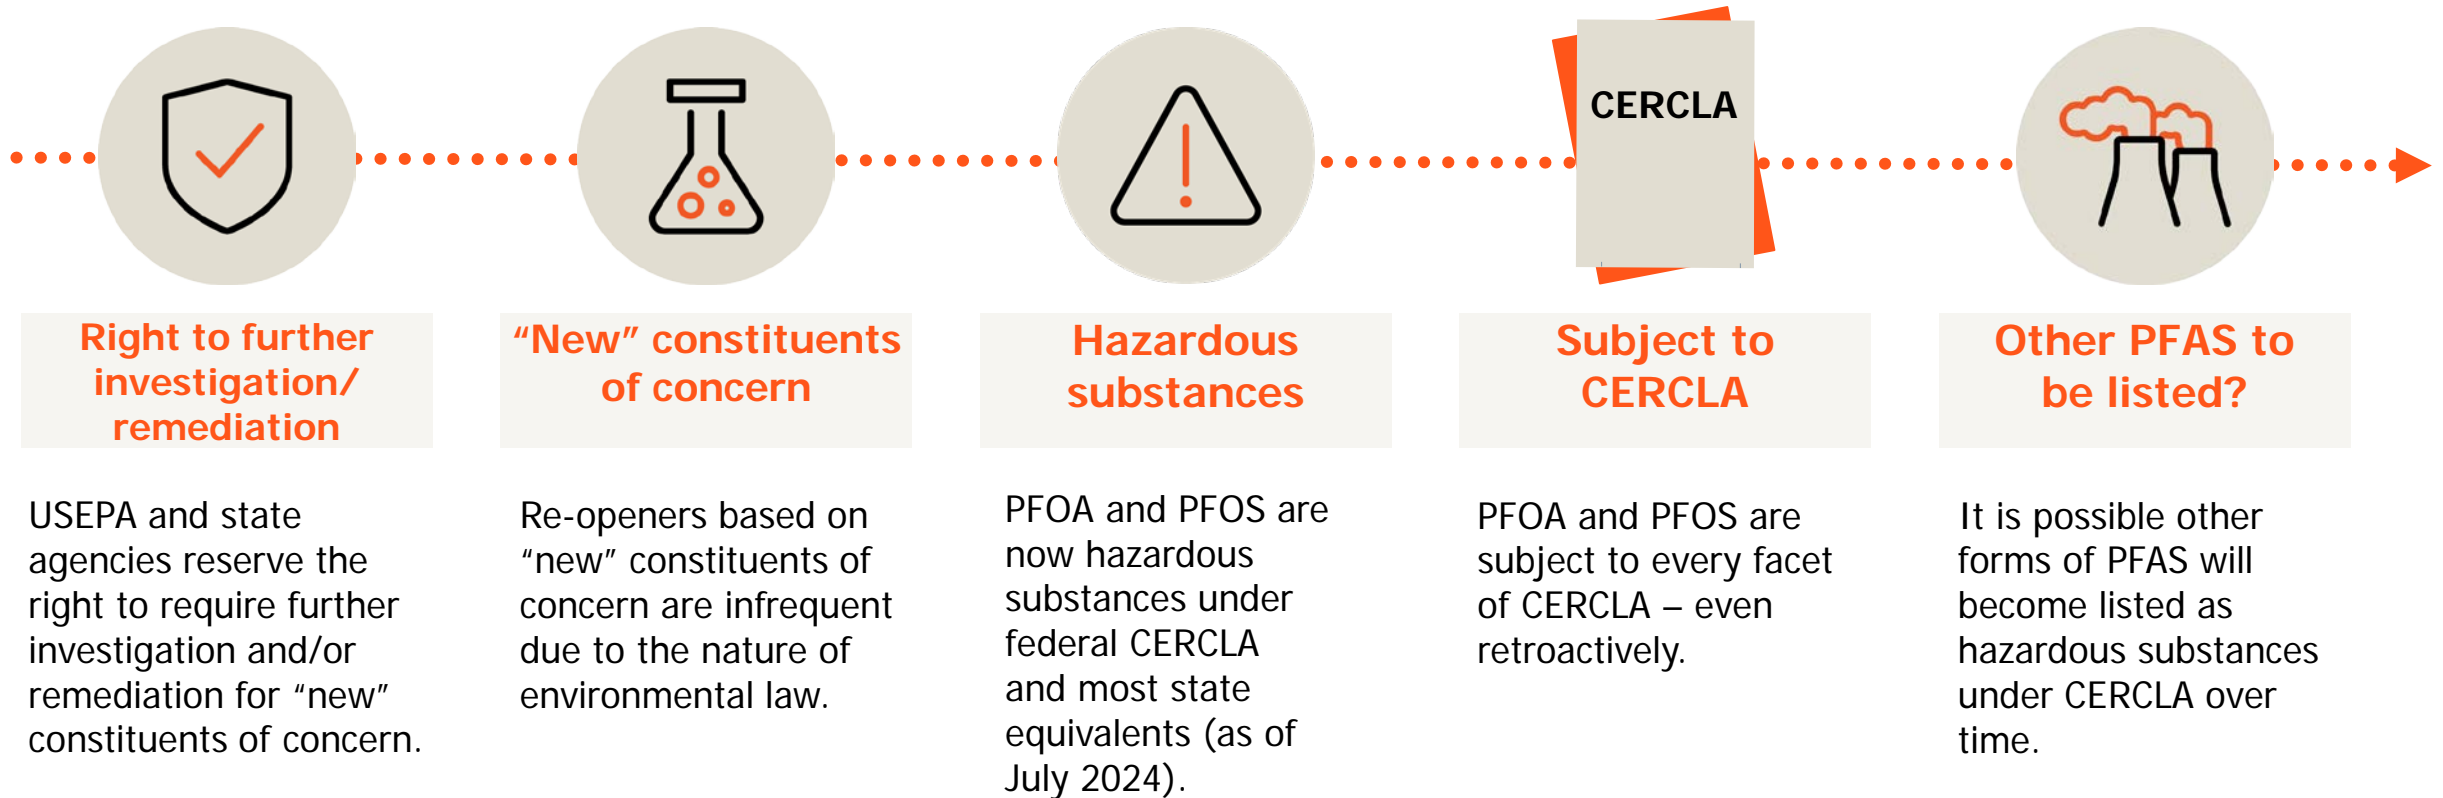 CERCLA
Right to further
investigation/
remediation
USEPA and state
agencies reserve the
right to require further
investigation and/or
remediation for “new”
constituents of concern.
“New” constituents
of concern
Re-openers based on
“new” constituents of
concern are infrequent
due to the nature of
environmental law.
Hazardous
substances
PFOA and PFOS are
now hazardous
substances under
federal CERCLA
and most state
equivalents (as of
July 2024).
Subject to
CERCLA
PFOA and PFOS are
subject to every facet
of CERCLA – even
retroactively.
Other PFAS to
be listed?
It is possible other
forms of PFAS will
become listed as
hazardous substances
under CERCLA over
time.